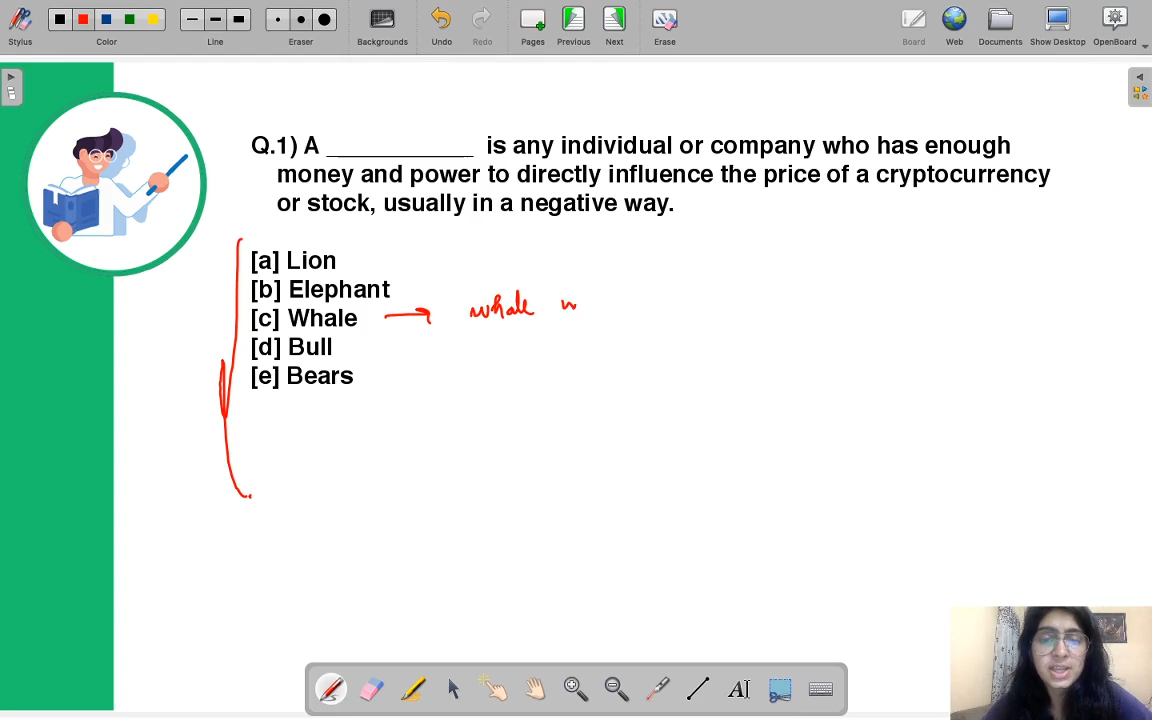 Stylus
Color
Line
Eraser
Backgrounds
Undo
Redo
Pages
Previous
Next
Erase
Board
Web
Documents
Show Desktop
OpenBoard
Q.1) A ___________ is any individual or company who has enough
money and power to directly influence the price of a cryptocurrency
or stock, usually in a negative way.
[a] Lion
[b] Elephant
[c] Whale → whale
[d] Bull
[e] Bears
AI